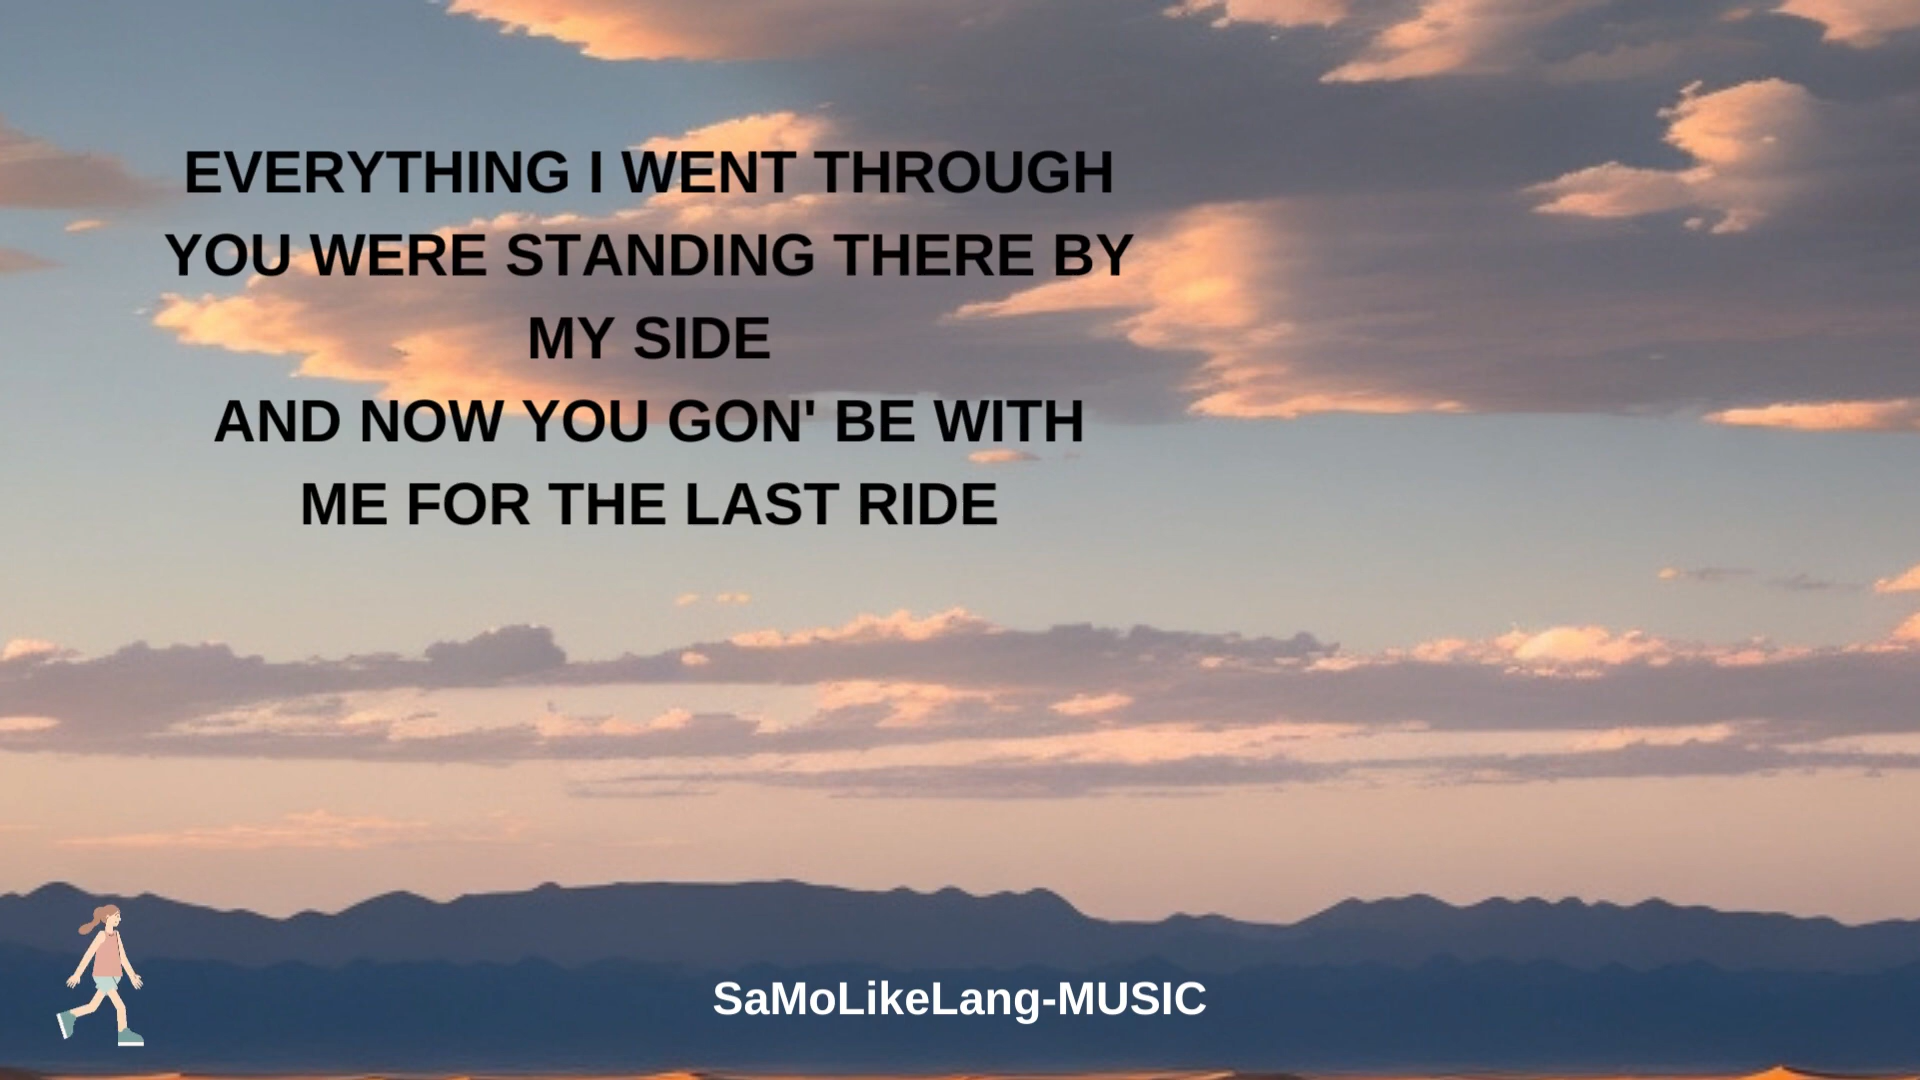 EVERYTHING I WENT THROUGH
YOU WERE STANDING THERE BY
MY SIDE
AND NOW YOU GON' BE WITH
ME FOR THE LAST RIDE
SaMoLikeLang-MUSIC